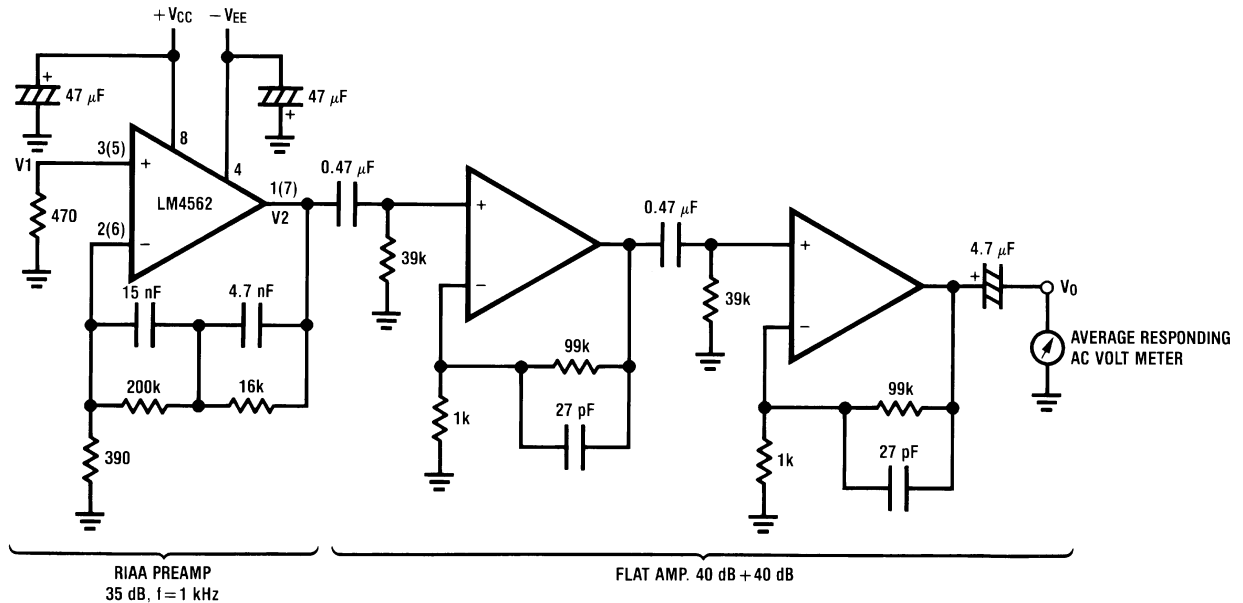 +VCC
−VEE
+
47 μF
47 μF
+
8
3(5)
V1
+
4
0.47 μF
LM4562
1(7)
V2
470
2(6)
−
+
0.47 μF
39k
+
4.7 μF
+
VO
15 nF
4.7 nF
−
39k
AVERAGE RESPONDING
AC VOLT METER
99k
−
200k
16k
27 pF
1k
99k
390
27 pF
1k
RIAA PREAMP
35 dB, f=1 kHz
FLAT AMP. 40 dB+40 dB